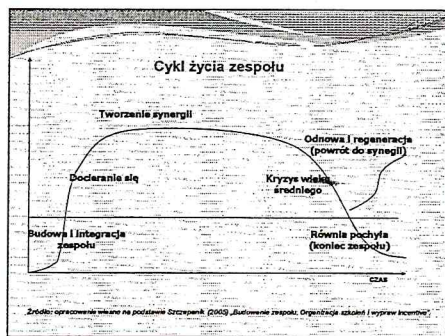 Cykl życia zespołu
Tworzenie synergii
Odnowa i regeneracja
(powrót do synegii)
Docieranie się
Kryzys wieku
średniego
Budowa i integracja
zespołu
Równia pochyła
(koniec zespołu)
CZAS
Źródło: opracowanie własne na podstawie Szczepanik (2005) „Budowanie zespołu. Organizacja szkoleń i wypraw incentive".